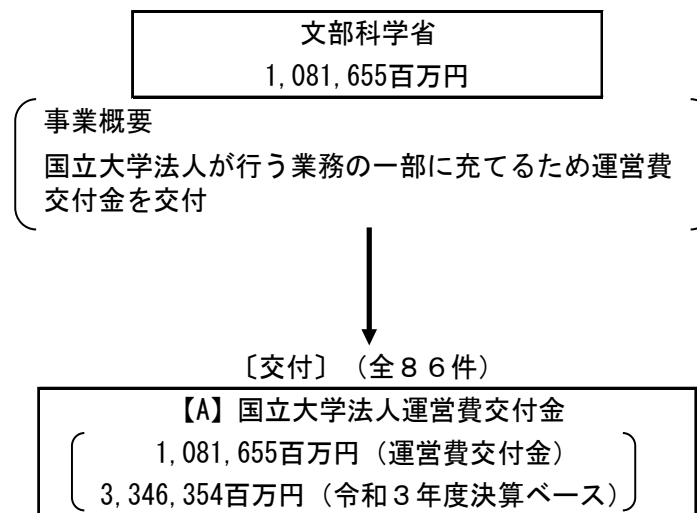 文部科学省
1,081,655百万円
事業概要
国立大学法人が行う業務の一部に充てるため運営費
交付金を交付
〔交付〕（全８６件）
【A】国立大学法人運営費交付金
1,081,655百万円（運営費交付金）
3,346,354百万円（令和３年度決算ベース）